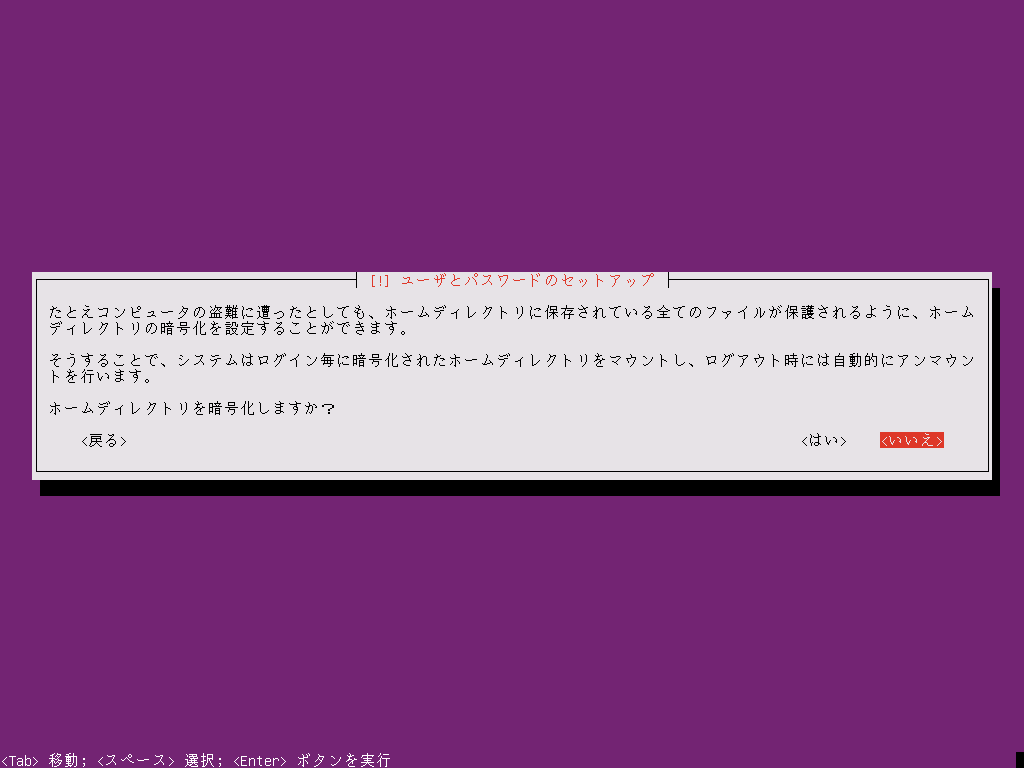 [!] ユーザとパスワードのセットアップ
たとえコンピュータの盗難に遭ったとしても、ホームディレクトリに保存されている全てのファイルが保護されるように、ホーム
ディレクトリの暗号化を設定することができます。
そうすることで、システムはログイン毎に暗号化されたホームディレクトリをマウントし、ログアウト時には自動的にアンマウン
トを行います。
ホームディレクトリを暗号化しますか？
<戻る> <はい> <いいえ>
<Tab> 移動; <スペース> 選択; <Enter> ボタンを実行